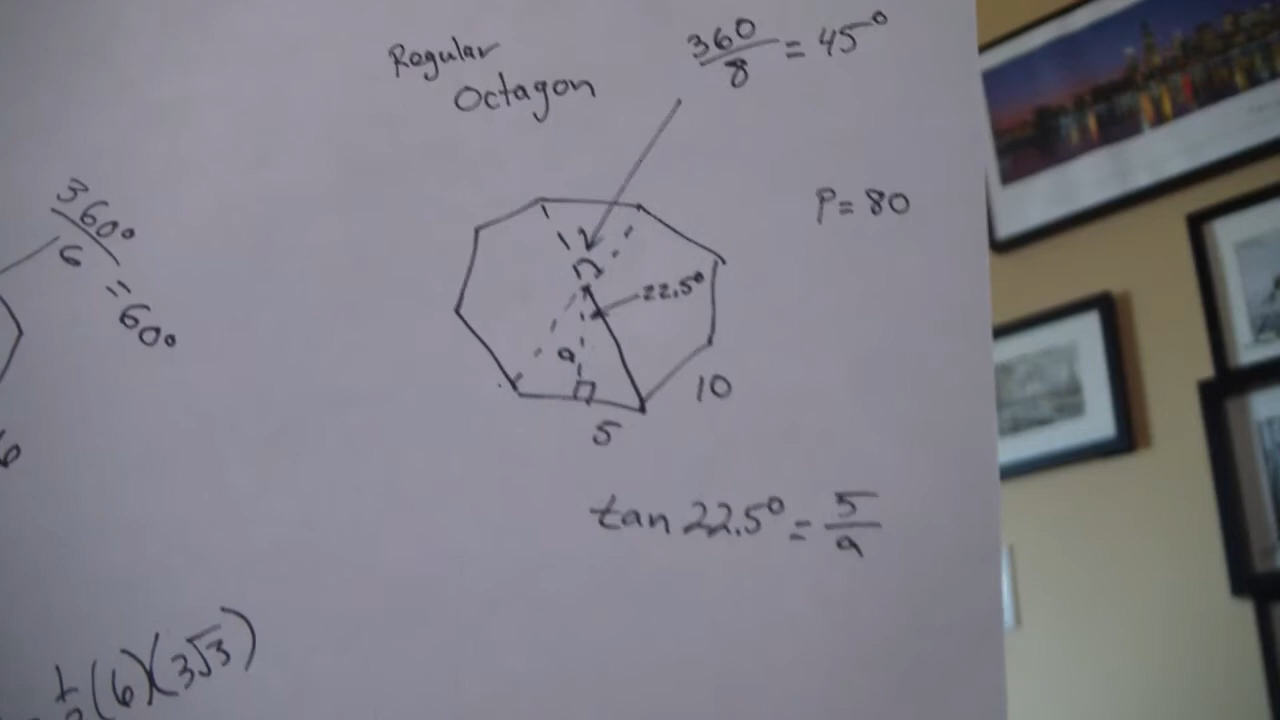 Regular
Octagon
360/8 = 45°
P = 80
360°/6 = 60°
22.5°
a
5
10
tan 22.5° = 5/a
(6)(3√3)